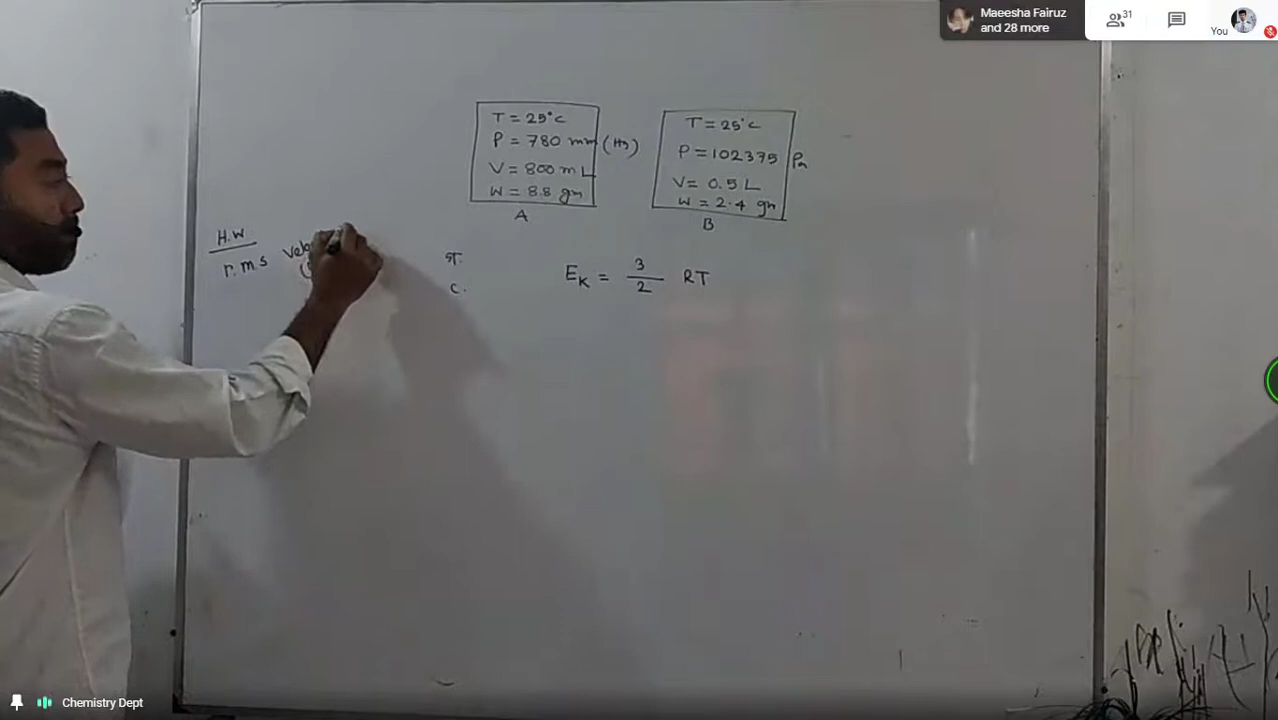 Maeesha Fairuz
and 28 more
31
You
T = 25°C
P = 780 mm (Hg)
V = 800 mL
W = 8.8 gm
A
T = 25°C
P = 102375 Pa
V = 0.5 L
W = 2.4 gm
B
H.W
r.m.s
C.
E_K = 3/2 RT
Chemistry Dept